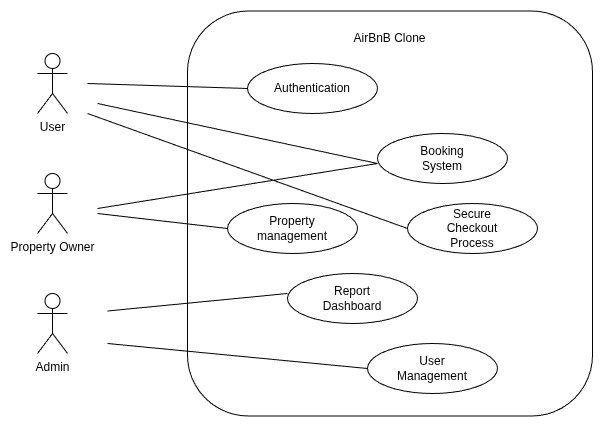 AirBnB Clone
Authentication
User
Booking
System
Property
management
Secure
Checkout
Process
Property Owner
Report
Dashboard
Admin
User
Management